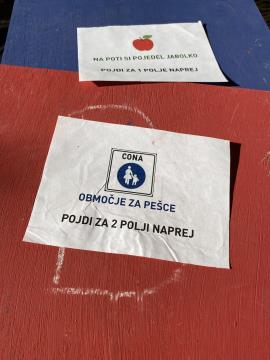 NA POTI SI POJEDEL JABOLKO
POJDI ZA 1 POLJE NAPREJ
CONA
OBMOČJE ZA PEŠCE
POJDI ZA 2 POLJI NAPREJ